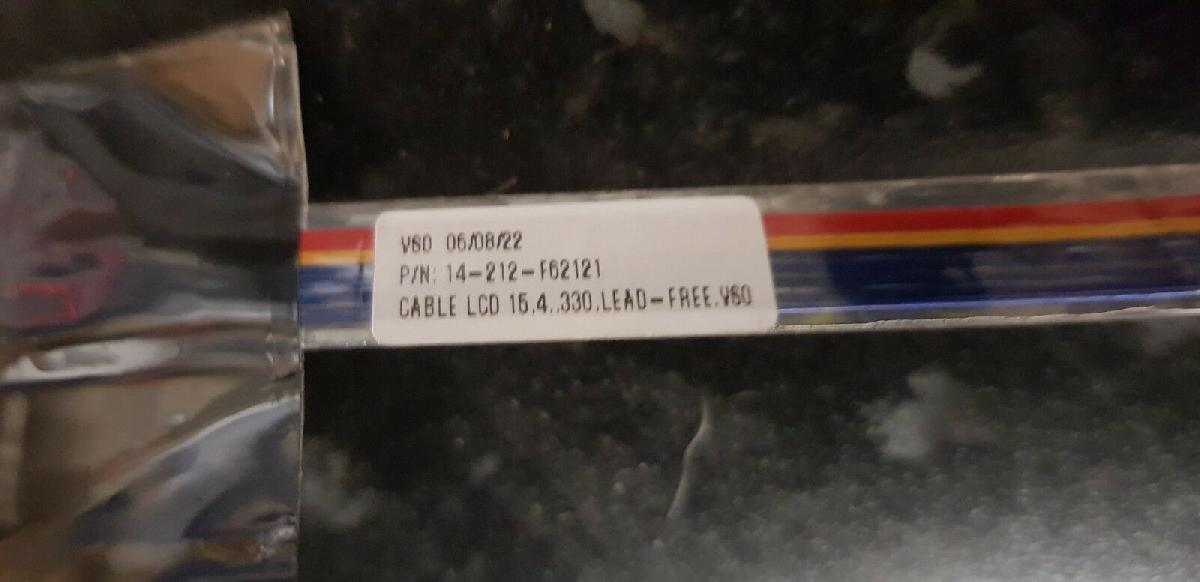 V60 06/08/22
P/N: 14-212-F62121
CABLE LCD 15.4..330.LEAD-FREE.V60